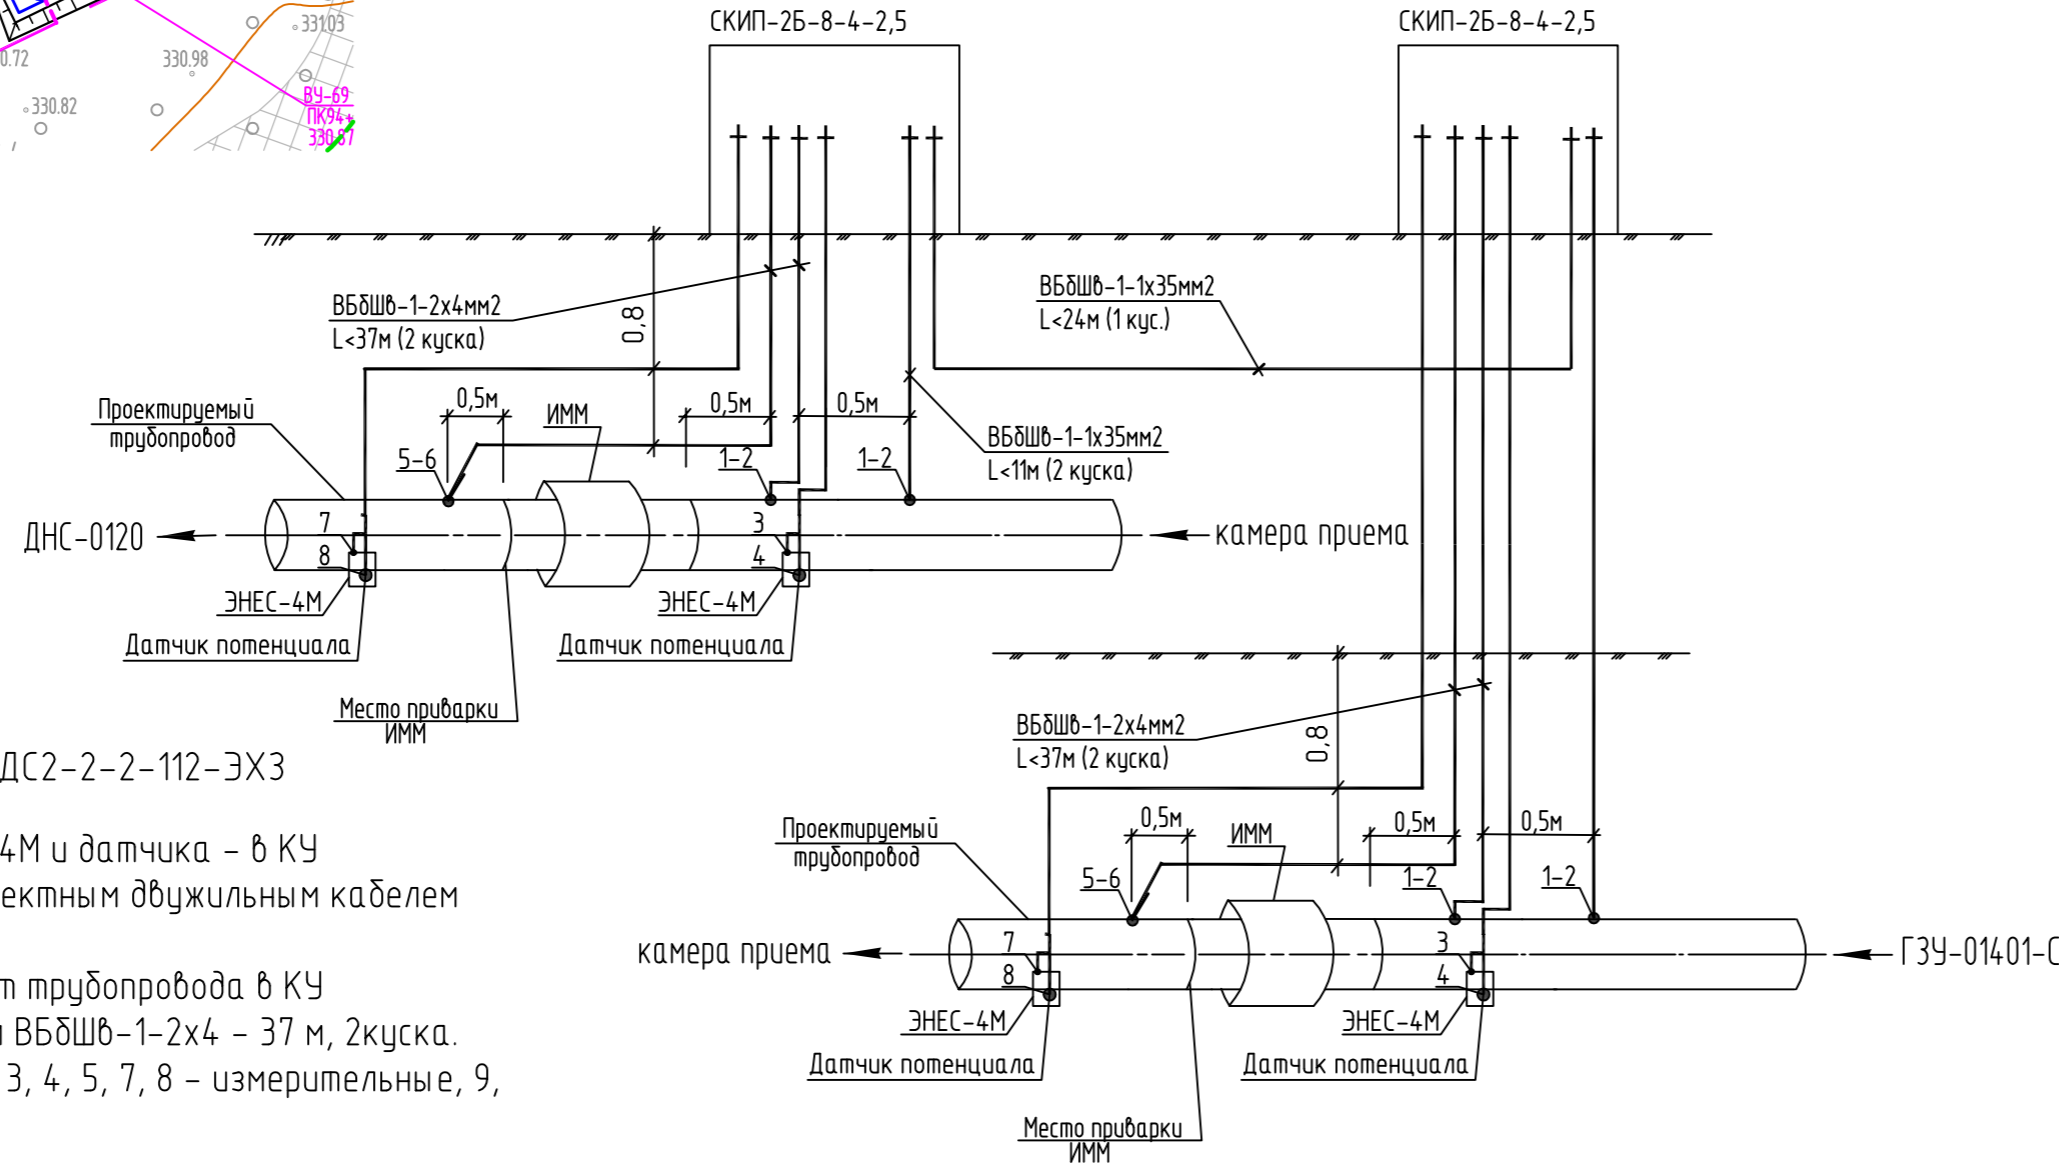 331.03
0.72
330.98
330.82
ВУ-69
ПК94+
330.87
СКИП-2Б-8-4-2,5
СКИП-2Б-8-4-2,5
ВБбШв-1-2х4мм2
L<37м (2 куска)
0,8
ВБбШв-1-1х35мм2
L<24м (1 кус.)
Проектируемый
трубопровод
0,5м
ИММ
0,5м
0,5м
ВБбШв-1-1х35мм2
L<11м (2 куска)
5-6
1-2
1-2
ДНС-0120
7
8
3
4
камера приема
ЭНЕС-4М
ЭНЕС-4М
Датчик потенциала
Датчик потенциала
Место приварки
ИММ
ВБбШв-1-2х4мм2
L<37м (2 куска)
0,8
ДС2-2-2-112-ЭХЗ
4М и датчика - в КУ
ектным двужильным кабелем
т трубопровода в КУ
ВБбШв-1-2х4 - 37 м, 2куска.
3, 4, 5, 7, 8 - измерительные, 9,
Проектируемый
трубопровод
0,5м
ИММ
0,5м
0,5м
5-6
1-2
1-2
камера приема
7
8
3
4
ГЗУ-01401-С
ЭНЕС-4М
ЭНЕС-4М
Датчик потенциала
Датчик потенциала
Место приварки
ИММ